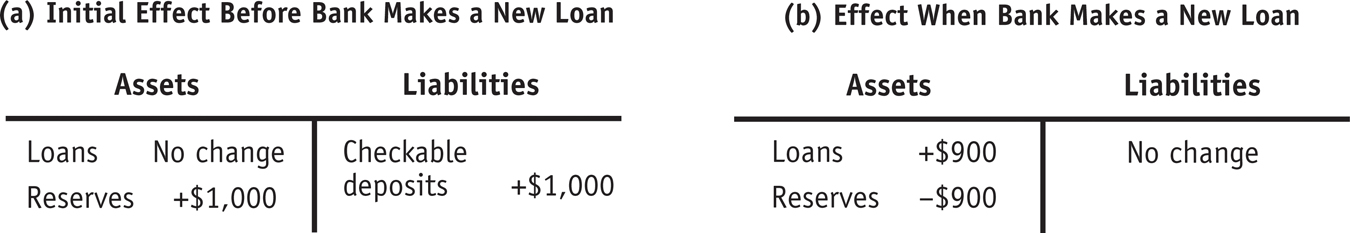 (a) Initial Effect Before Bank Makes a New Loan
Assets Liabilities
Loans No change Checkable
deposits +$1,000
Reserves +$1,000
(b) Effect When Bank Makes a New Loan
Assets Liabilities
Loans +$900 No change
Reserves –$900